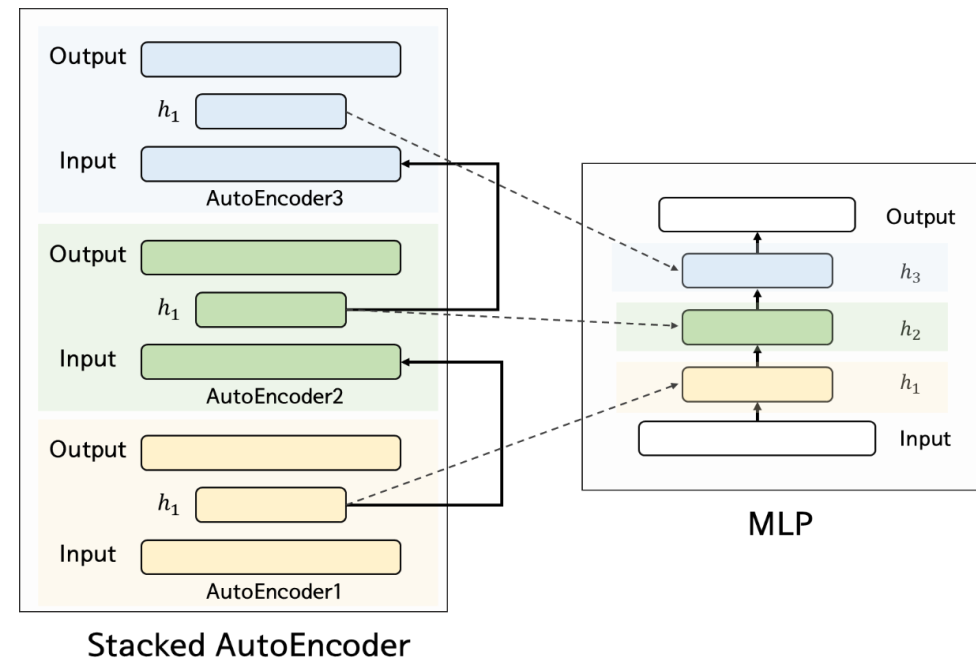 Output
h₁
Input
AutoEncoder3
Output
h₁
Input
AutoEncoder2
Output
h₁
Input
AutoEncoder1
Stacked AutoEncoder
Output
h₃
h₂
h₁
Input
MLP